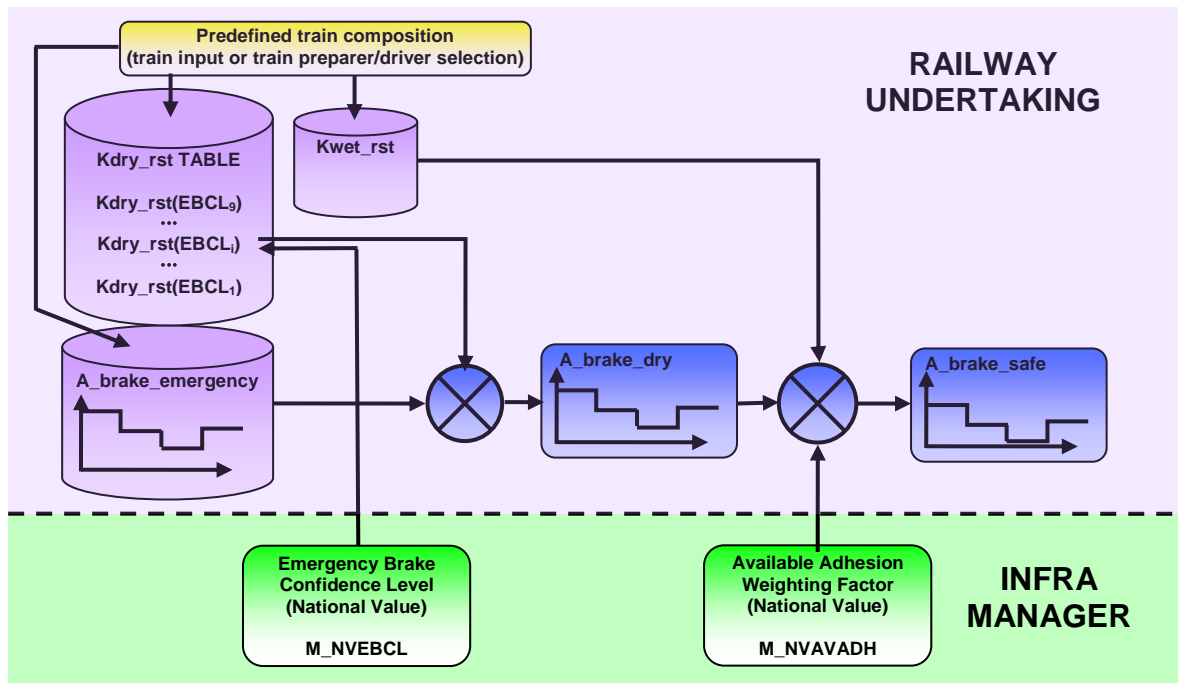 Predefined train composition
(train input or train preparer/driver selection)
RAILWAY
UNDERTAKING
Kdry_rst TABLE
Kdry_rst(EBCL₉)
...
Kdry_rst(EBCLᵢ)
...
Kdry_rst(EBCL₁)
Kwet_rst
A_brake_emergency
A_brake_dry
A_brake_safe
Emergency Brake
Confidence Level
(National Value)
M_NVEBCL
Available Adhesion
Weighting Factor
(National Value)
M_NVAVADH
INFRA
MANAGER